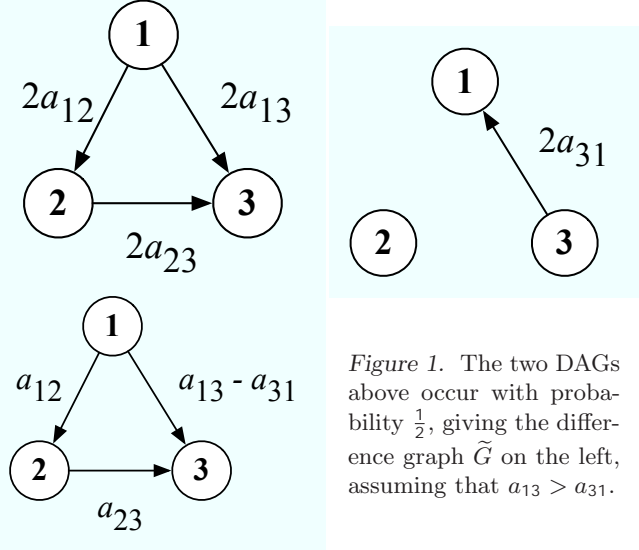 1
2a12
2a13
2
3
2a23
1
2a31
2
3
1
a12
a13 - a31
2
3
a23
Figure 1. The two DAGs
above occur with proba-
bility 1/2, giving the differ-
ence graph G̃ on the left,
assuming that a13 > a31.